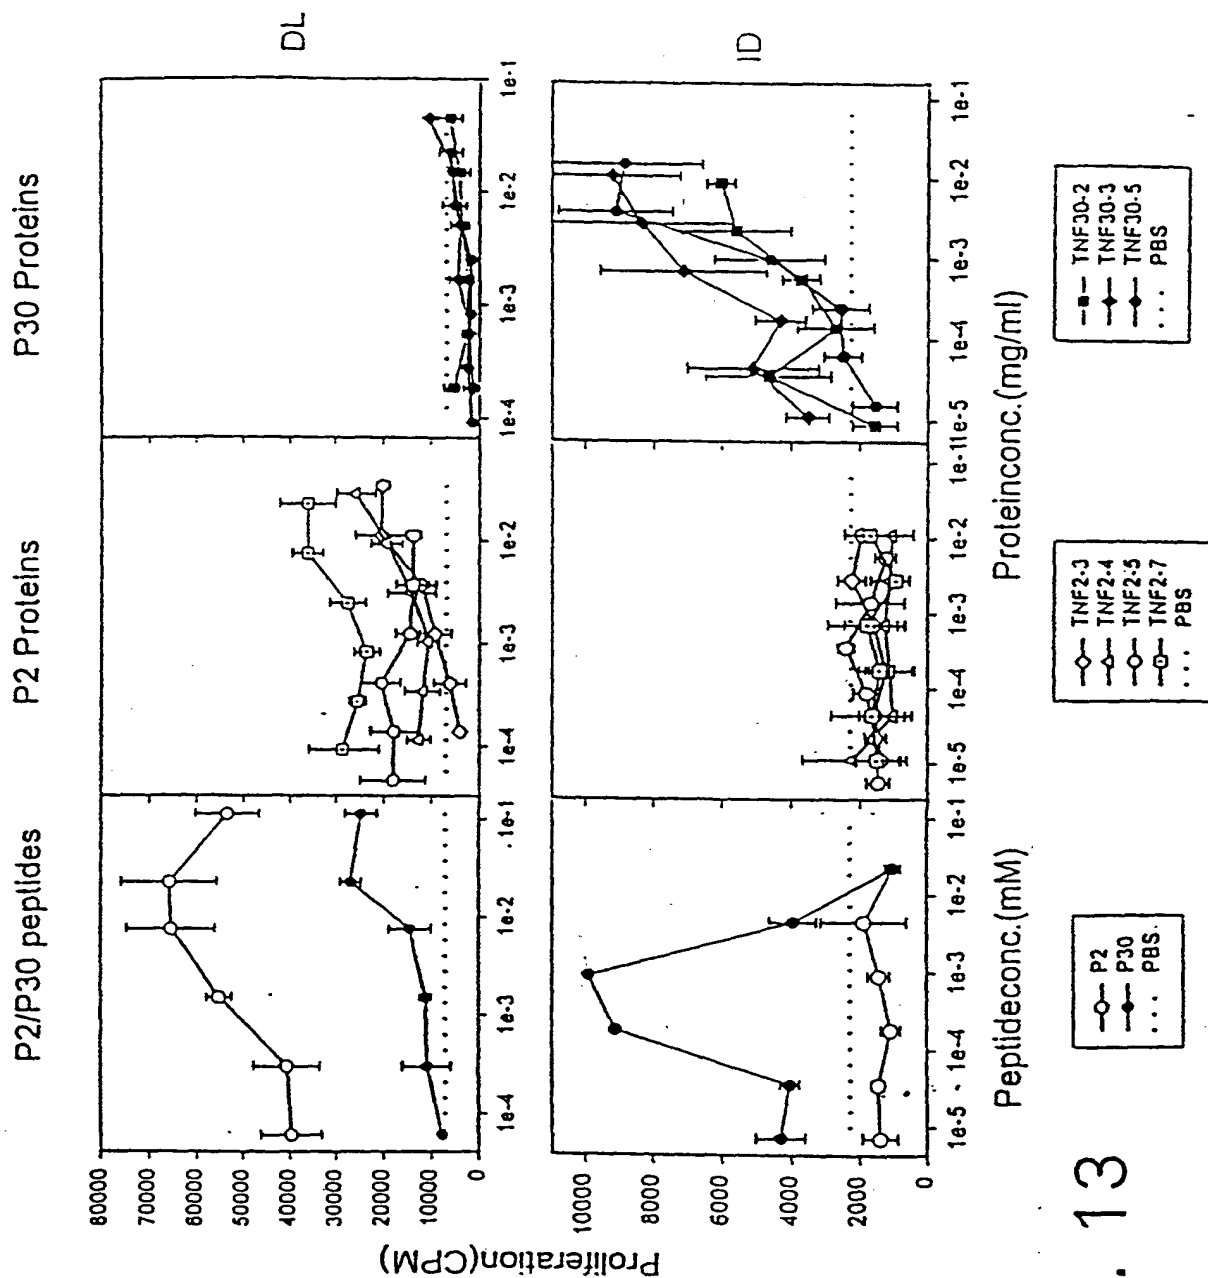 P2/P30 peptides
P2 Proteins
P30 Proteins
Proliferation(CPM)
80000
70000
60000
50000
40000
30000
20000
10000
0
1e-4
1e-3
1e-2
1e-1
1e-4
1e-3
1e-2
1e-4
1e-3
1e-2
1e-1
DL
10000
8000
6000
4000
2000
0
1e-5
1e-4
1e-3
1e-2
1e-1
1e-5
1e-4
1e-3
1e-2
1e-11e-5
1e-4
1e-3
1e-2
1e-1
ID
Peptideconc.(mM)
Proteinconc.(mg/ml)
P2
P30
PBS.
TNF2-3
TNF2-4
TNF2-5
TNF2-7
PBS
TNF30-2
TNF30-3
TNF30-5
PBS
. 13